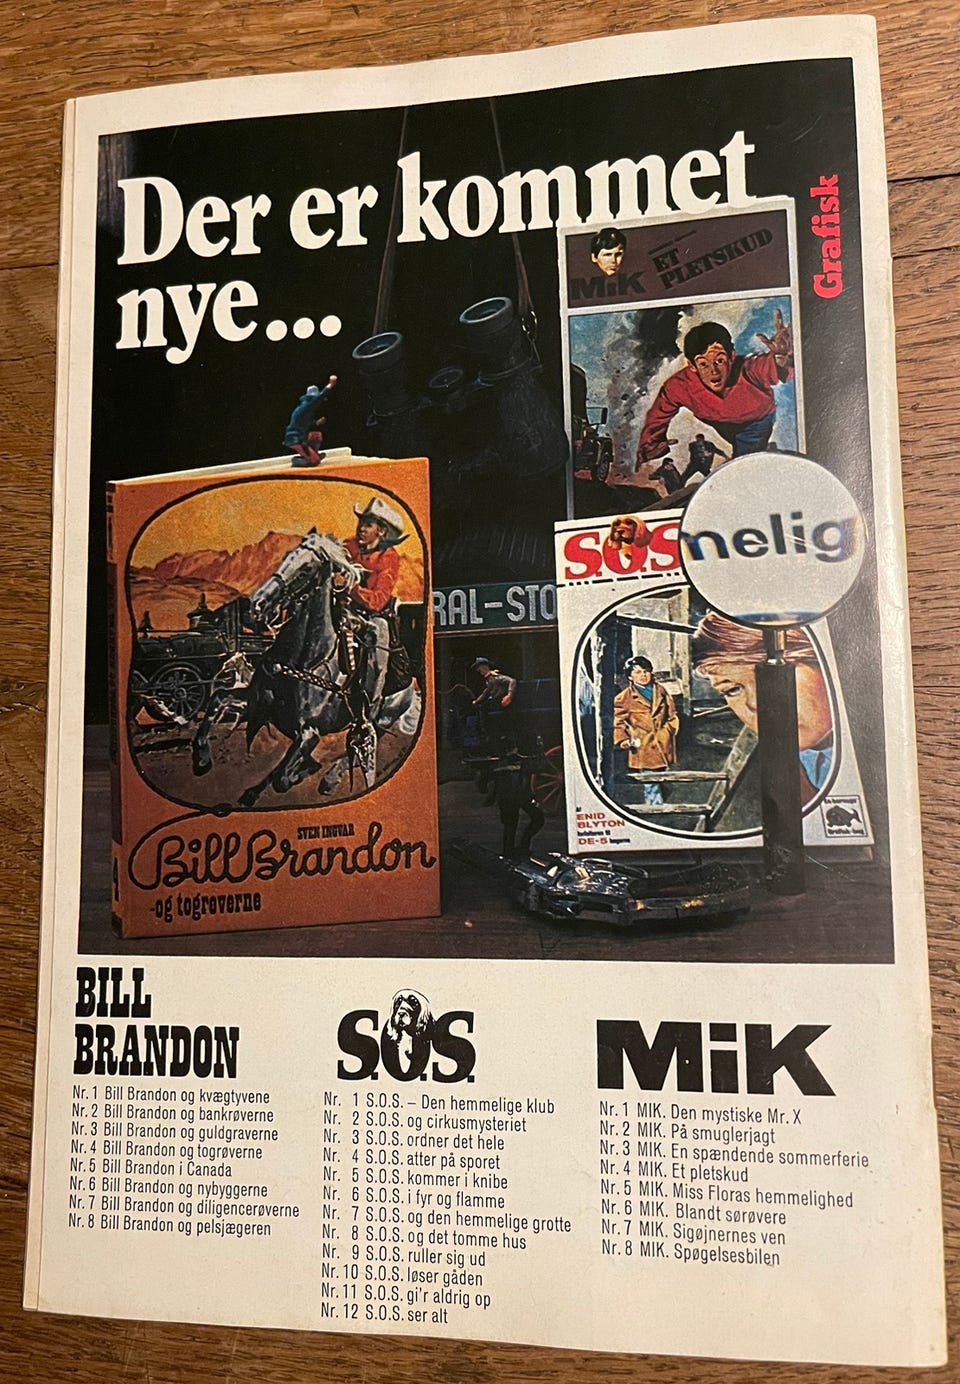 Der er kommet
nye...
Grafisk
MiK
ET
PLETSKUD
S.O.S
melig
RAL-STO
AF
ENID
BLYTON
forfatteren til
DE-5 bøgerne
SVEN INGVAR
Bill Brandon
-og togrøverne
BILL
BRANDON
Nr. 1 Bill Brandon og kvægtyvene
Nr. 2 Bill Brandon og bankrøverne
Nr. 3 Bill Brandon og guldgraverne
Nr. 4 Bill Brandon og togrøverne
Nr. 5 Bill Brandon i Canada
Nr. 6 Bill Brandon og nybyggerne
Nr. 7 Bill Brandon og diligencerøverne
Nr. 8 Bill Brandon og pelsjægeren
S.O.S.
Nr. 1 S.O.S. – Den hemmelige klub
Nr. 2 S.O.S. og cirkusmysteriet
Nr. 3 S.O.S. ordner det hele
Nr. 4 S.O.S. atter på sporet
Nr. 5 S.O.S. kommer i knibe
Nr. 6 S.O.S. i fyr og flamme
Nr. 7 S.O.S. og den hemmelige grotte
Nr. 8 S.O.S. og det tomme hus
Nr. 9 S.O.S. ruller sig ud
Nr. 10 S.O.S. løser gåden
Nr. 11 S.O.S. gi'r aldrig op
Nr. 12 S.O.S. ser alt
MiK
Nr. 1 MIK. Den mystiske Mr. X
Nr. 2 MIK. På smuglerjagt
Nr. 3 MIK. En spændende sommerferie
Nr. 4 MIK. Et pletskud
Nr. 5 MIK. Miss Floras hemmelighed
Nr. 6 MIK. Blandt sørøvere
Nr. 7 MIK. Sigøjnernes ven
Nr. 8 MIK. Spøgelsesbilen